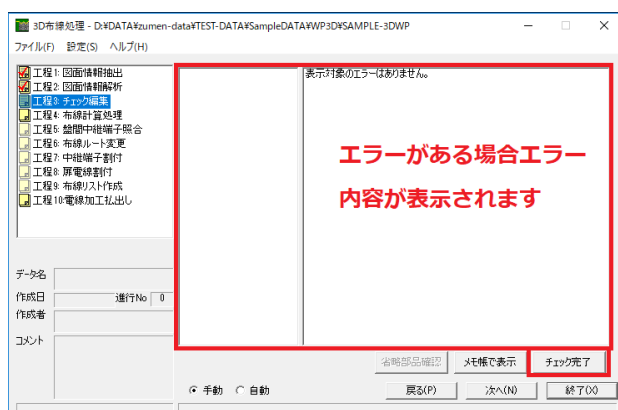 3D布線処理 - D:¥DATA¥zumen-data¥TEST-DATA¥SampleDATA¥WP3D¥SAMPLE-3DWP
ファイル(F) 設定(S) ヘルプ(H)
工程1: 図面情報抽出
工程2: 図面情報解析
工程3: チェック編集
工程4: 布線計算処理
工程5: 盤間中継端子照合
工程6: 布線ルート変更
工程7: 中継端子割付
工程8: 扉電線割付
工程9: 布線リスト作成
工程10:電線加工払出し
表示対象のエラーはありません。
エラーがある場合エラー
内容が表示されます
データ名
作成日 進行No 0
作成者
コメント
省略部品確認 メモ帳で表示 チェック完了
手動 自動 戻る(P) 次へ(N) 終了(X)